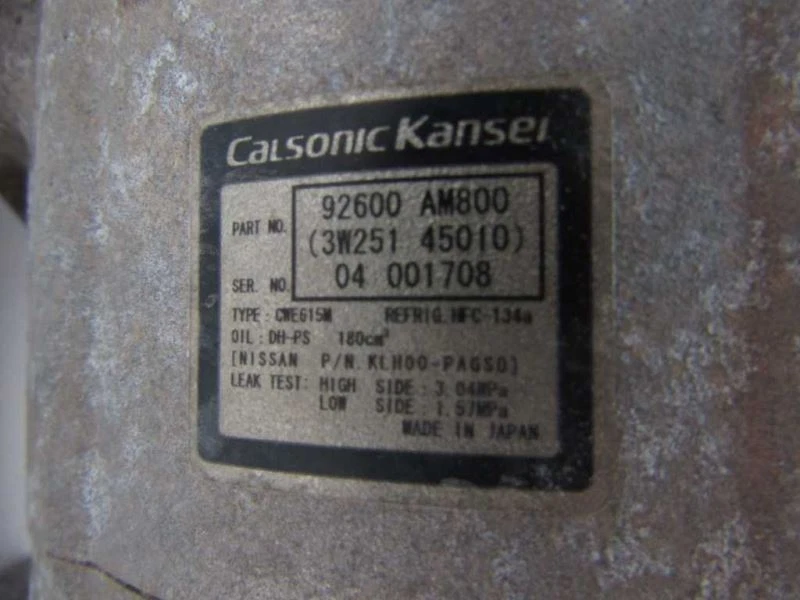 CALSONIC KANSEI
PART NO. 92600 AM800
(3W251 45010)
SER. NO. 04 001708
TYPE : CWE615M REFRIG. HFC-134a
OIL : DH-PS 180cm³
[NISSAN P/N. KLH00-PAGS0]
LEAK TEST: HIGH SIDE : 3.04MPa
LOW SIDE : 1.57MPa
MADE IN JAPAN